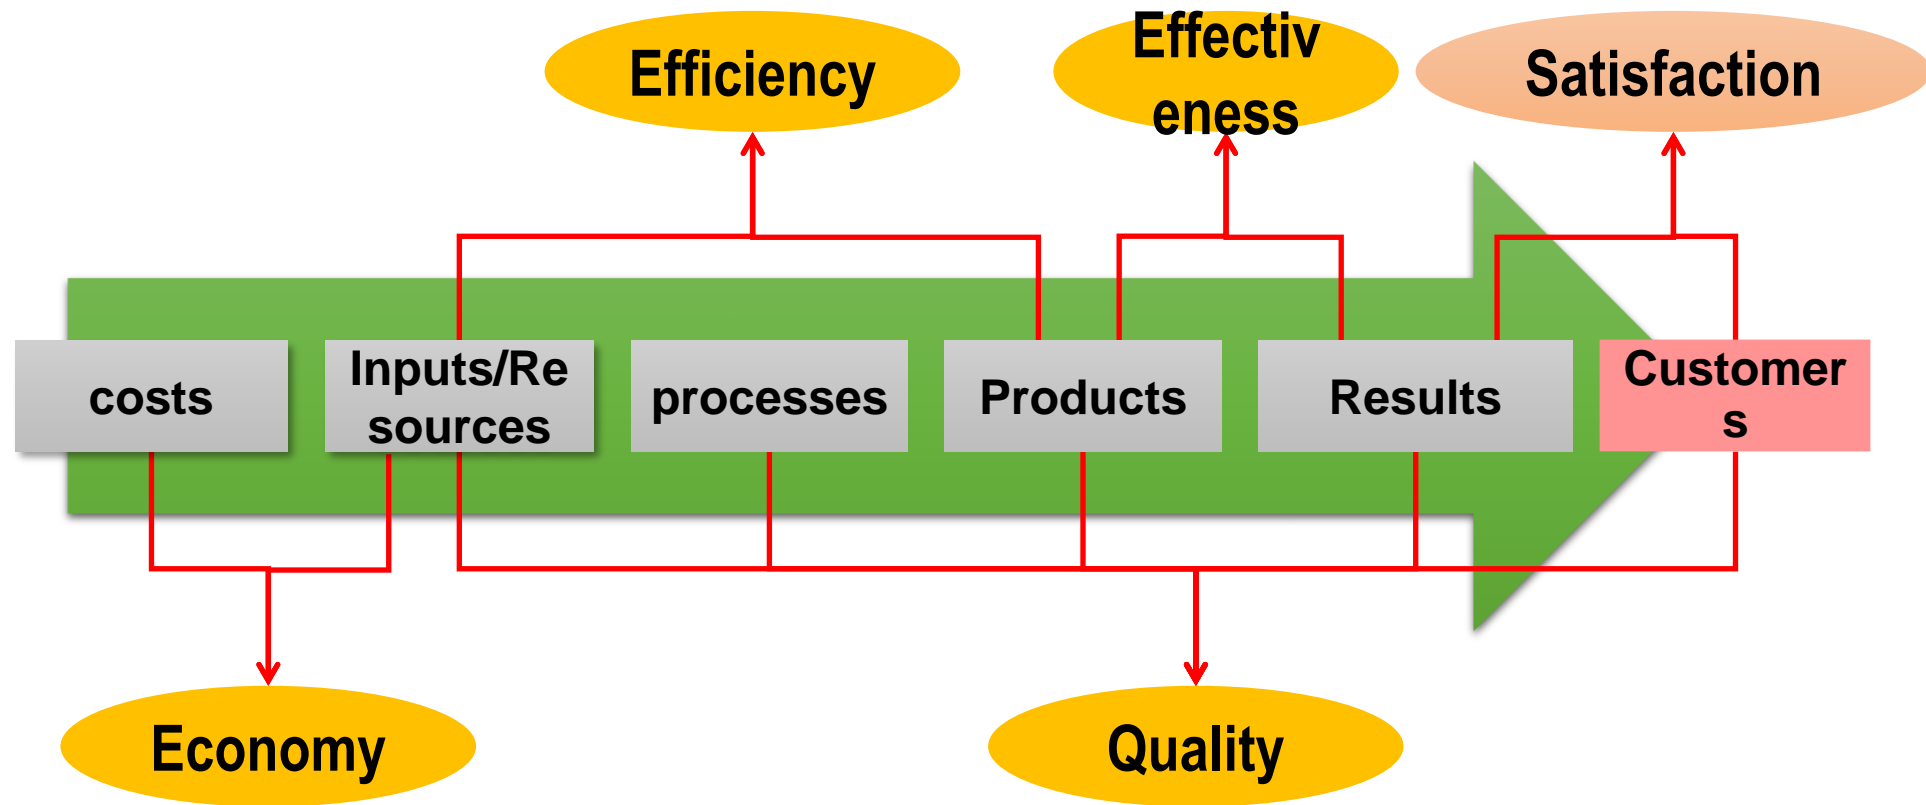 Efficiency
Effectiv
eness
Satisfaction
costs
Inputs/Re
sources
processes
Products
Results
Customer
s
Economy
Quality